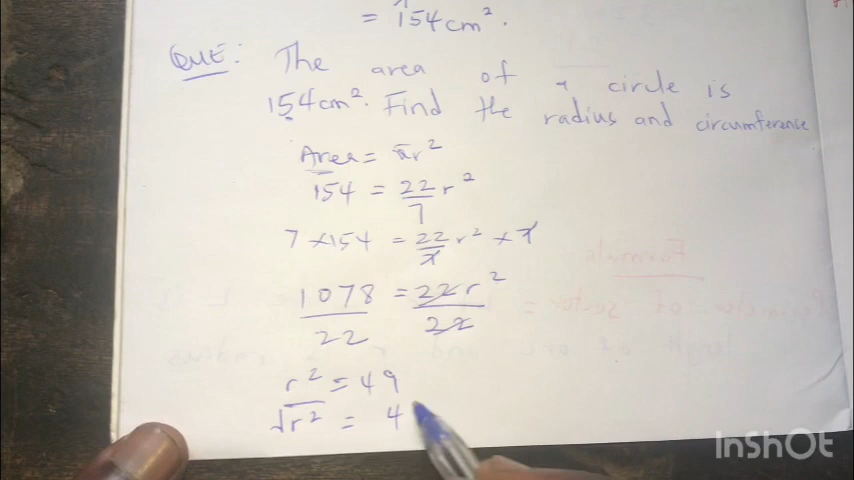 = 154cm².
QUE: The area of a circle is
154cm². Find the radius and circumference
Area = πr²
154 = 22/7 r²
7 × 154 = 22/7 r² × 7
1078/22 = 22r²/22
r² = 49
√r² = 4
Formula
InShOt